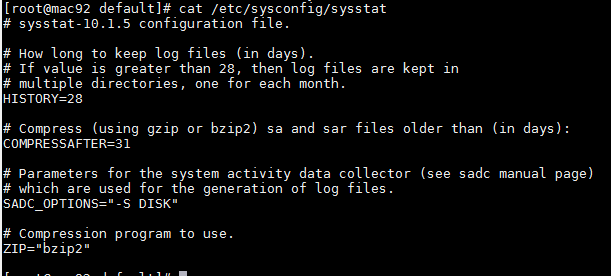 [root@mac92 default]# cat /etc/sysconfig/sysstat
# sysstat-10.1.5 configuration file.
# How long to keep log files (in days).
# If value is greater than 28, then log files are kept in
# multiple directories, one for each month.
HISTORY=28
# Compress (using gzip or bzip2) sa and sar files older than (in days):
COMPRESSAFTER=31
# Parameters for the system activity data collector (see sadc manual page)
# which are used for the generation of log files.
SADC_OPTIONS="-S DISK"
# Compression program to use.
ZIP="bzip2"
[root@mac92 default]#